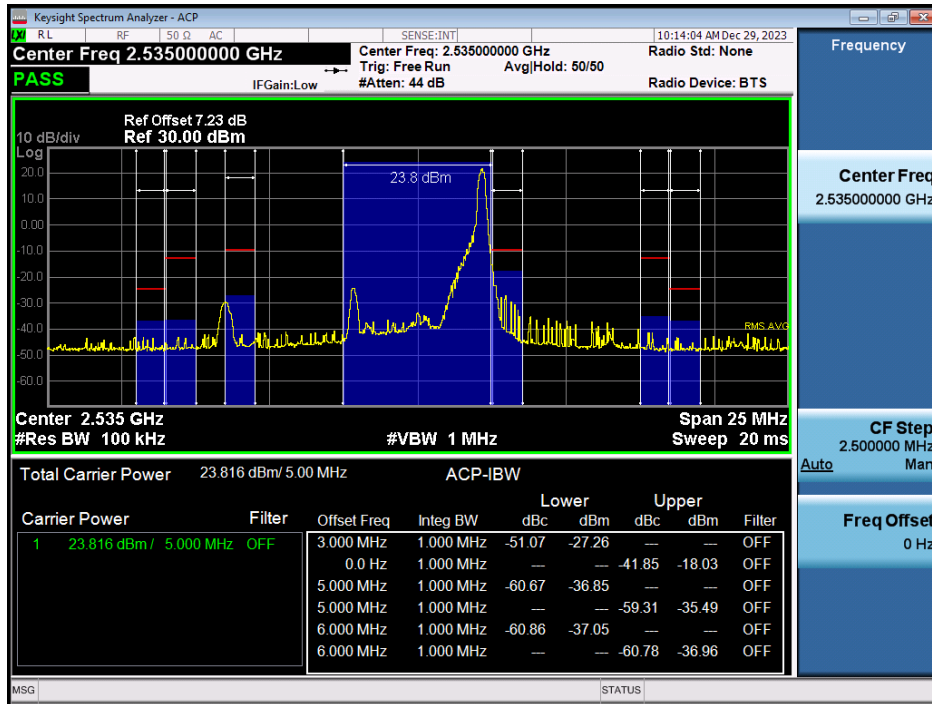 Keysight Spectrum Analyzer - ACP
LXI RL RF 50 Ω AC SENSE:INT 10:14:04 AM Dec 29, 2023
Center Freq 2.535000000 GHz
Center Freq: 2.535000000 GHz
Radio Std: None
Trig: Free Run Avg|Hold: 50/50
PASS
IFGain:Low
#Atten: 44 dB
Radio Device: BTS
Ref Offset 7.23 dB
10 dB/div Ref 30.00 dBm
Log
23.8 dBm
20.0
10.0
0.00
-10.0
-20.0
-30.0
-40.0
RMS AVG
-50.0
-60.0
Center 2.535 GHz Span 25 MHz
#Res BW 100 kHz #VBW 1 MHz Sweep 20 ms
Total Carrier Power 23.816 dBm/ 5.00 MHz ACP-IBW
Lower Upper
Carrier Power Filter Offset Freq Integ BW dBc dBm dBc dBm Filter
1 23.816 dBm / 5.000 MHz OFF
3.000 MHz 1.000 MHz -51.07 -27.26 --- --- OFF
0.0 Hz 1.000 MHz --- --- -41.85 -18.03 OFF
5.000 MHz 1.000 MHz -60.67 -36.85 --- --- OFF
5.000 MHz 1.000 MHz --- --- -59.31 -35.49 OFF
6.000 MHz 1.000 MHz -60.86 -37.05 --- --- OFF
6.000 MHz 1.000 MHz --- --- -60.78 -36.96 OFF
MSG STATUS
Frequency
Center Freq
2.535000000 GHz
CF Step
2.500000 MHz
Auto Man
Freq Offset
0 Hz